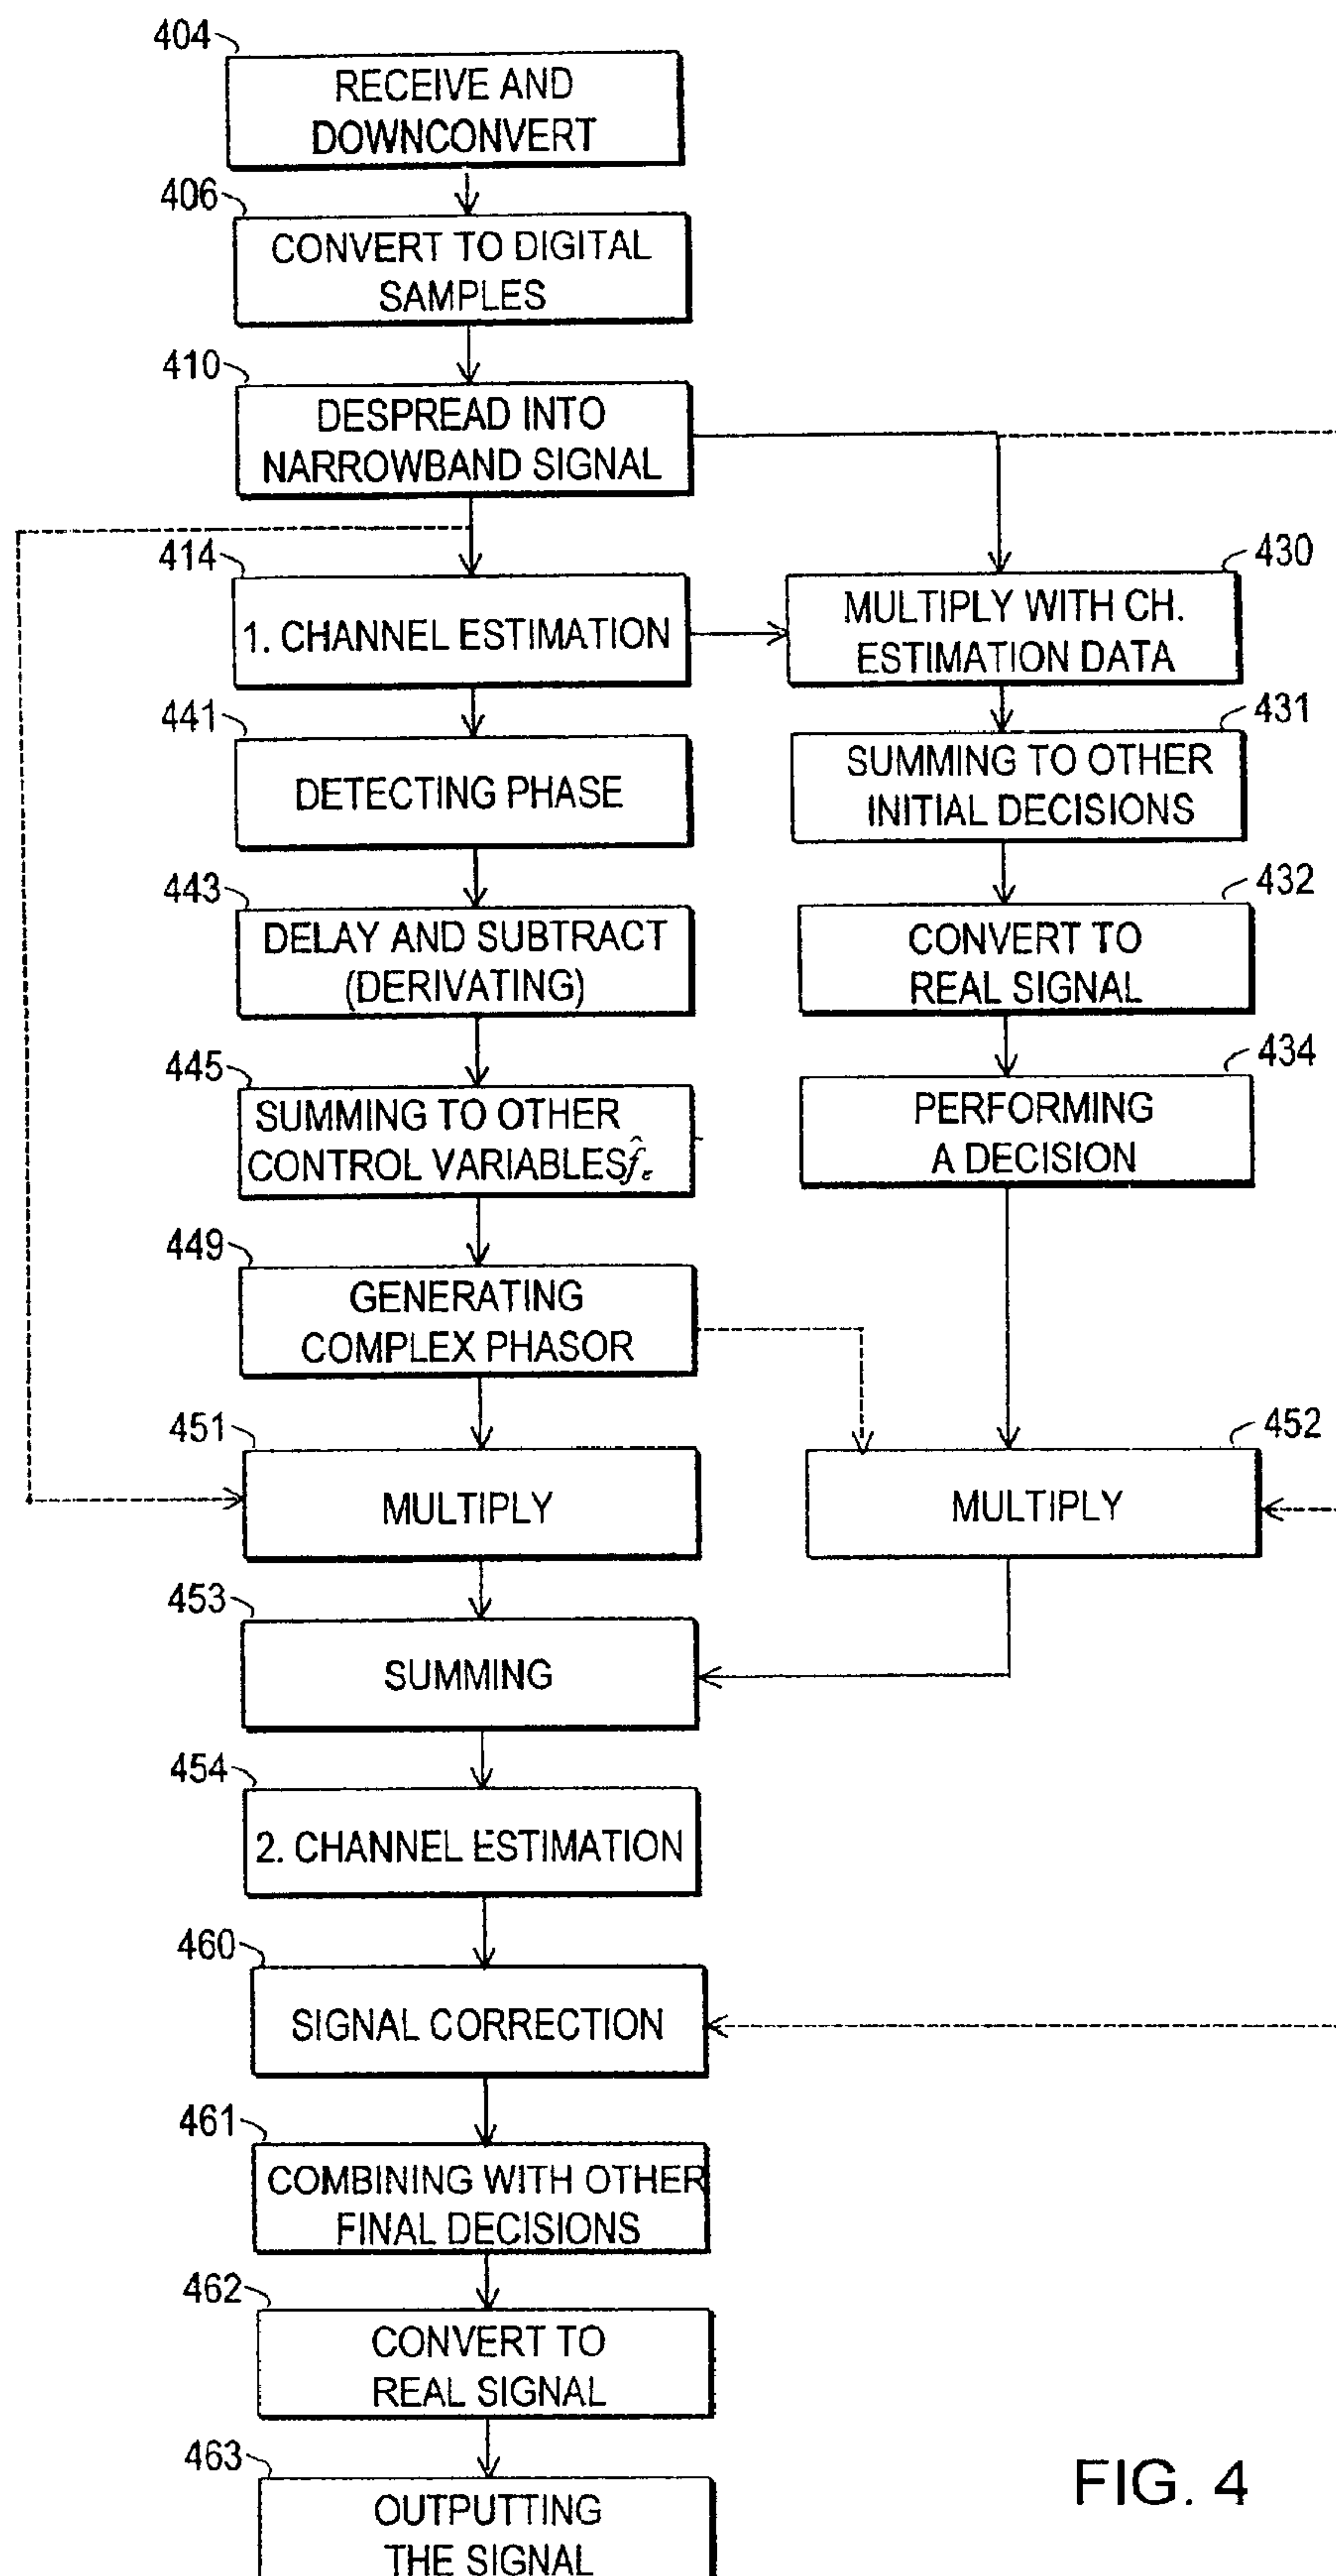 404
RECEIVE AND
DOWNCONVERT
406
CONVERT TO DIGITAL
SAMPLES
410
DESPREAD INTO
NARROWBAND SIGNAL
414
1. CHANNEL ESTIMATION
430
MULTIPLY WITH CH.
ESTIMATION DATA
441
DETECTING PHASE
431
SUMMING TO OTHER
INITIAL DECISIONS
443
DELAY AND SUBTRACT
(DERIVATING)
432
CONVERT TO
REAL SIGNAL
445
SUMMING TO OTHER
CONTROL VARIABLES f̂e
434
PERFORMING
A DECISION
449
GENERATING
COMPLEX PHASOR
451
MULTIPLY
452
MULTIPLY
453
SUMMING
454
2. CHANNEL ESTIMATION
460
SIGNAL CORRECTION
461
COMBINING WITH OTHER
FINAL DECISIONS
462
CONVERT TO
REAL SIGNAL
463
OUTPUTTING
THE SIGNAL
FIG. 4